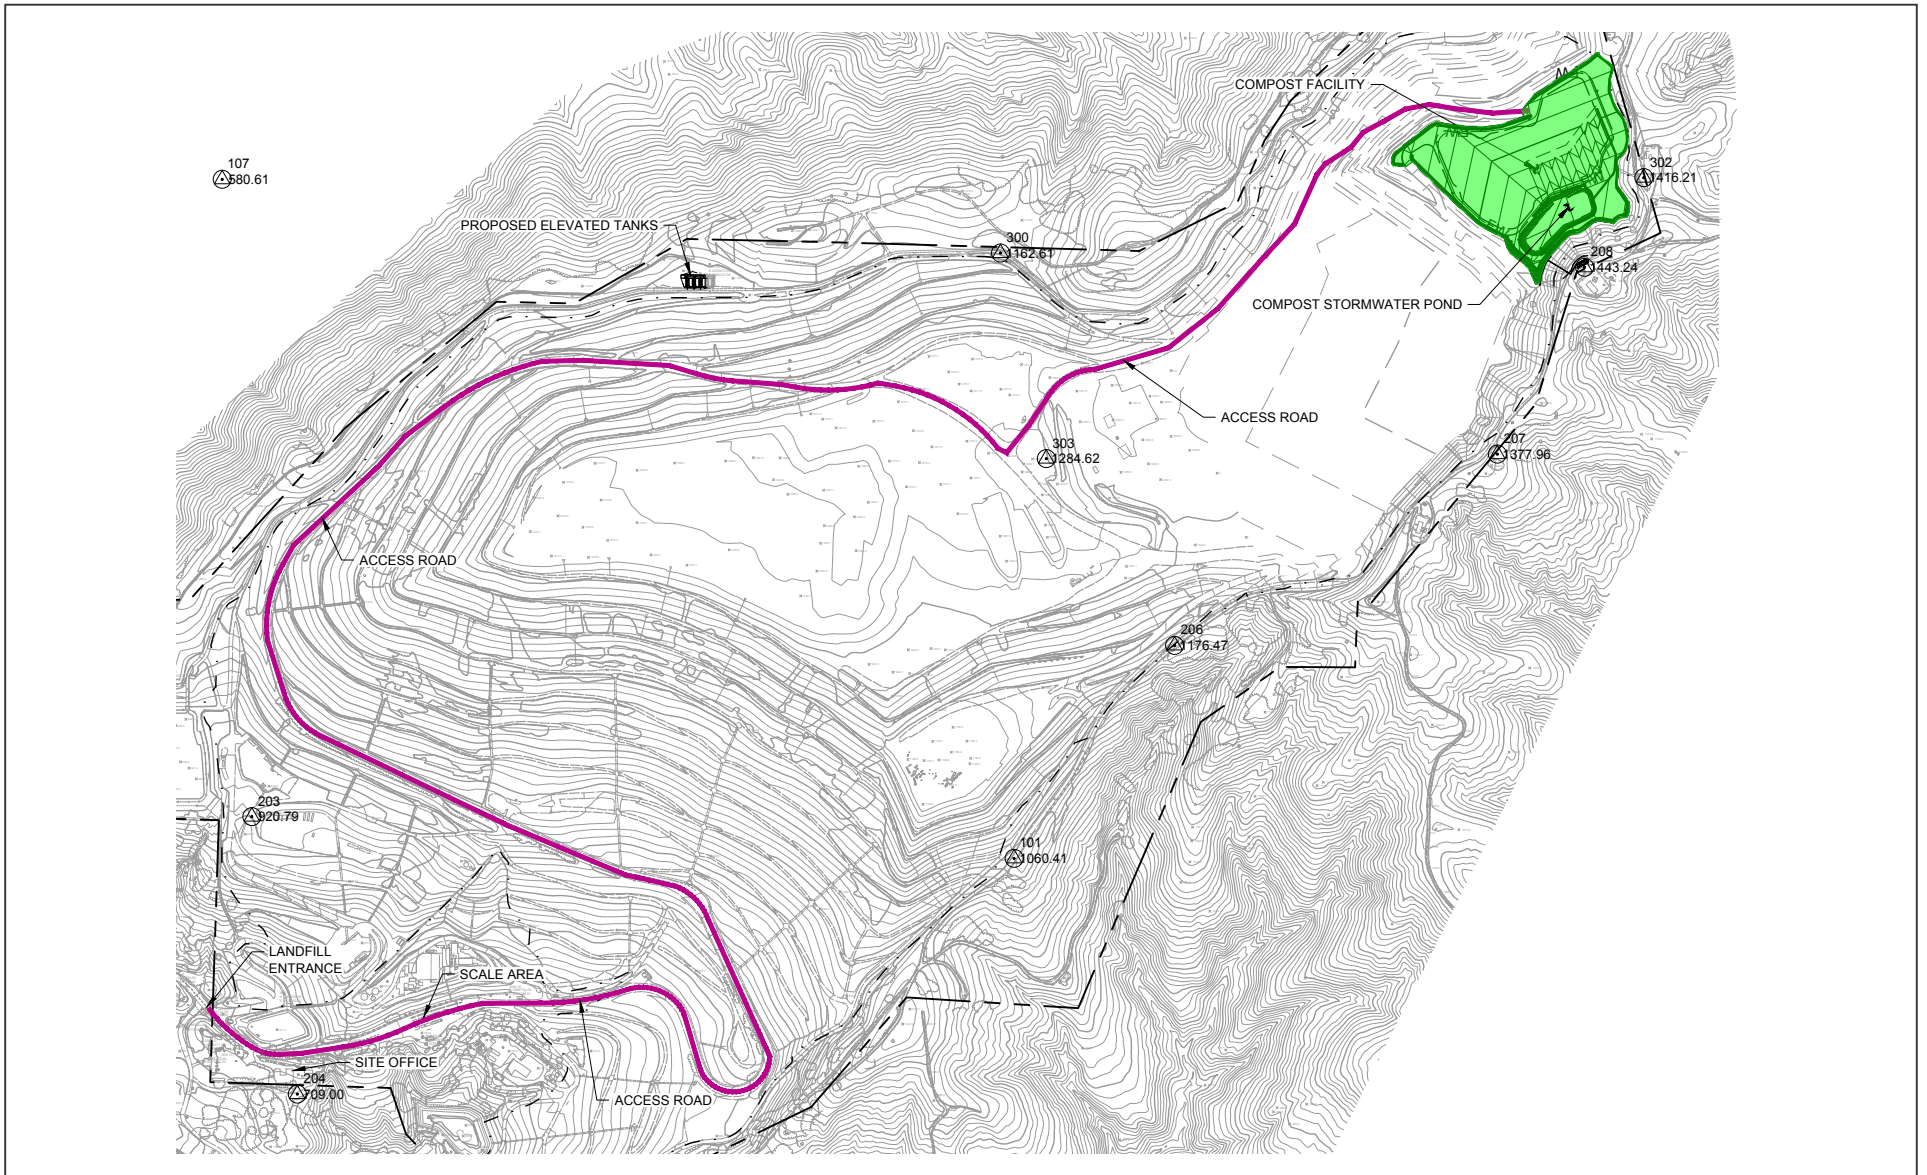 COMPOST FACILITY
107
580.61
302
1416.21
PROPOSED ELEVATED TANKS
300
1162.61
208
1443.24
COMPOST STORMWATER POND
ACCESS ROAD
303
1284.62
207
1377.96
ACCESS ROAD
206
1176.47
203
920.79
101
1060.41
LANDFILL
ENTRANCE
SCALE AREA
SITE OFFICE
204
709.00
ACCESS ROAD